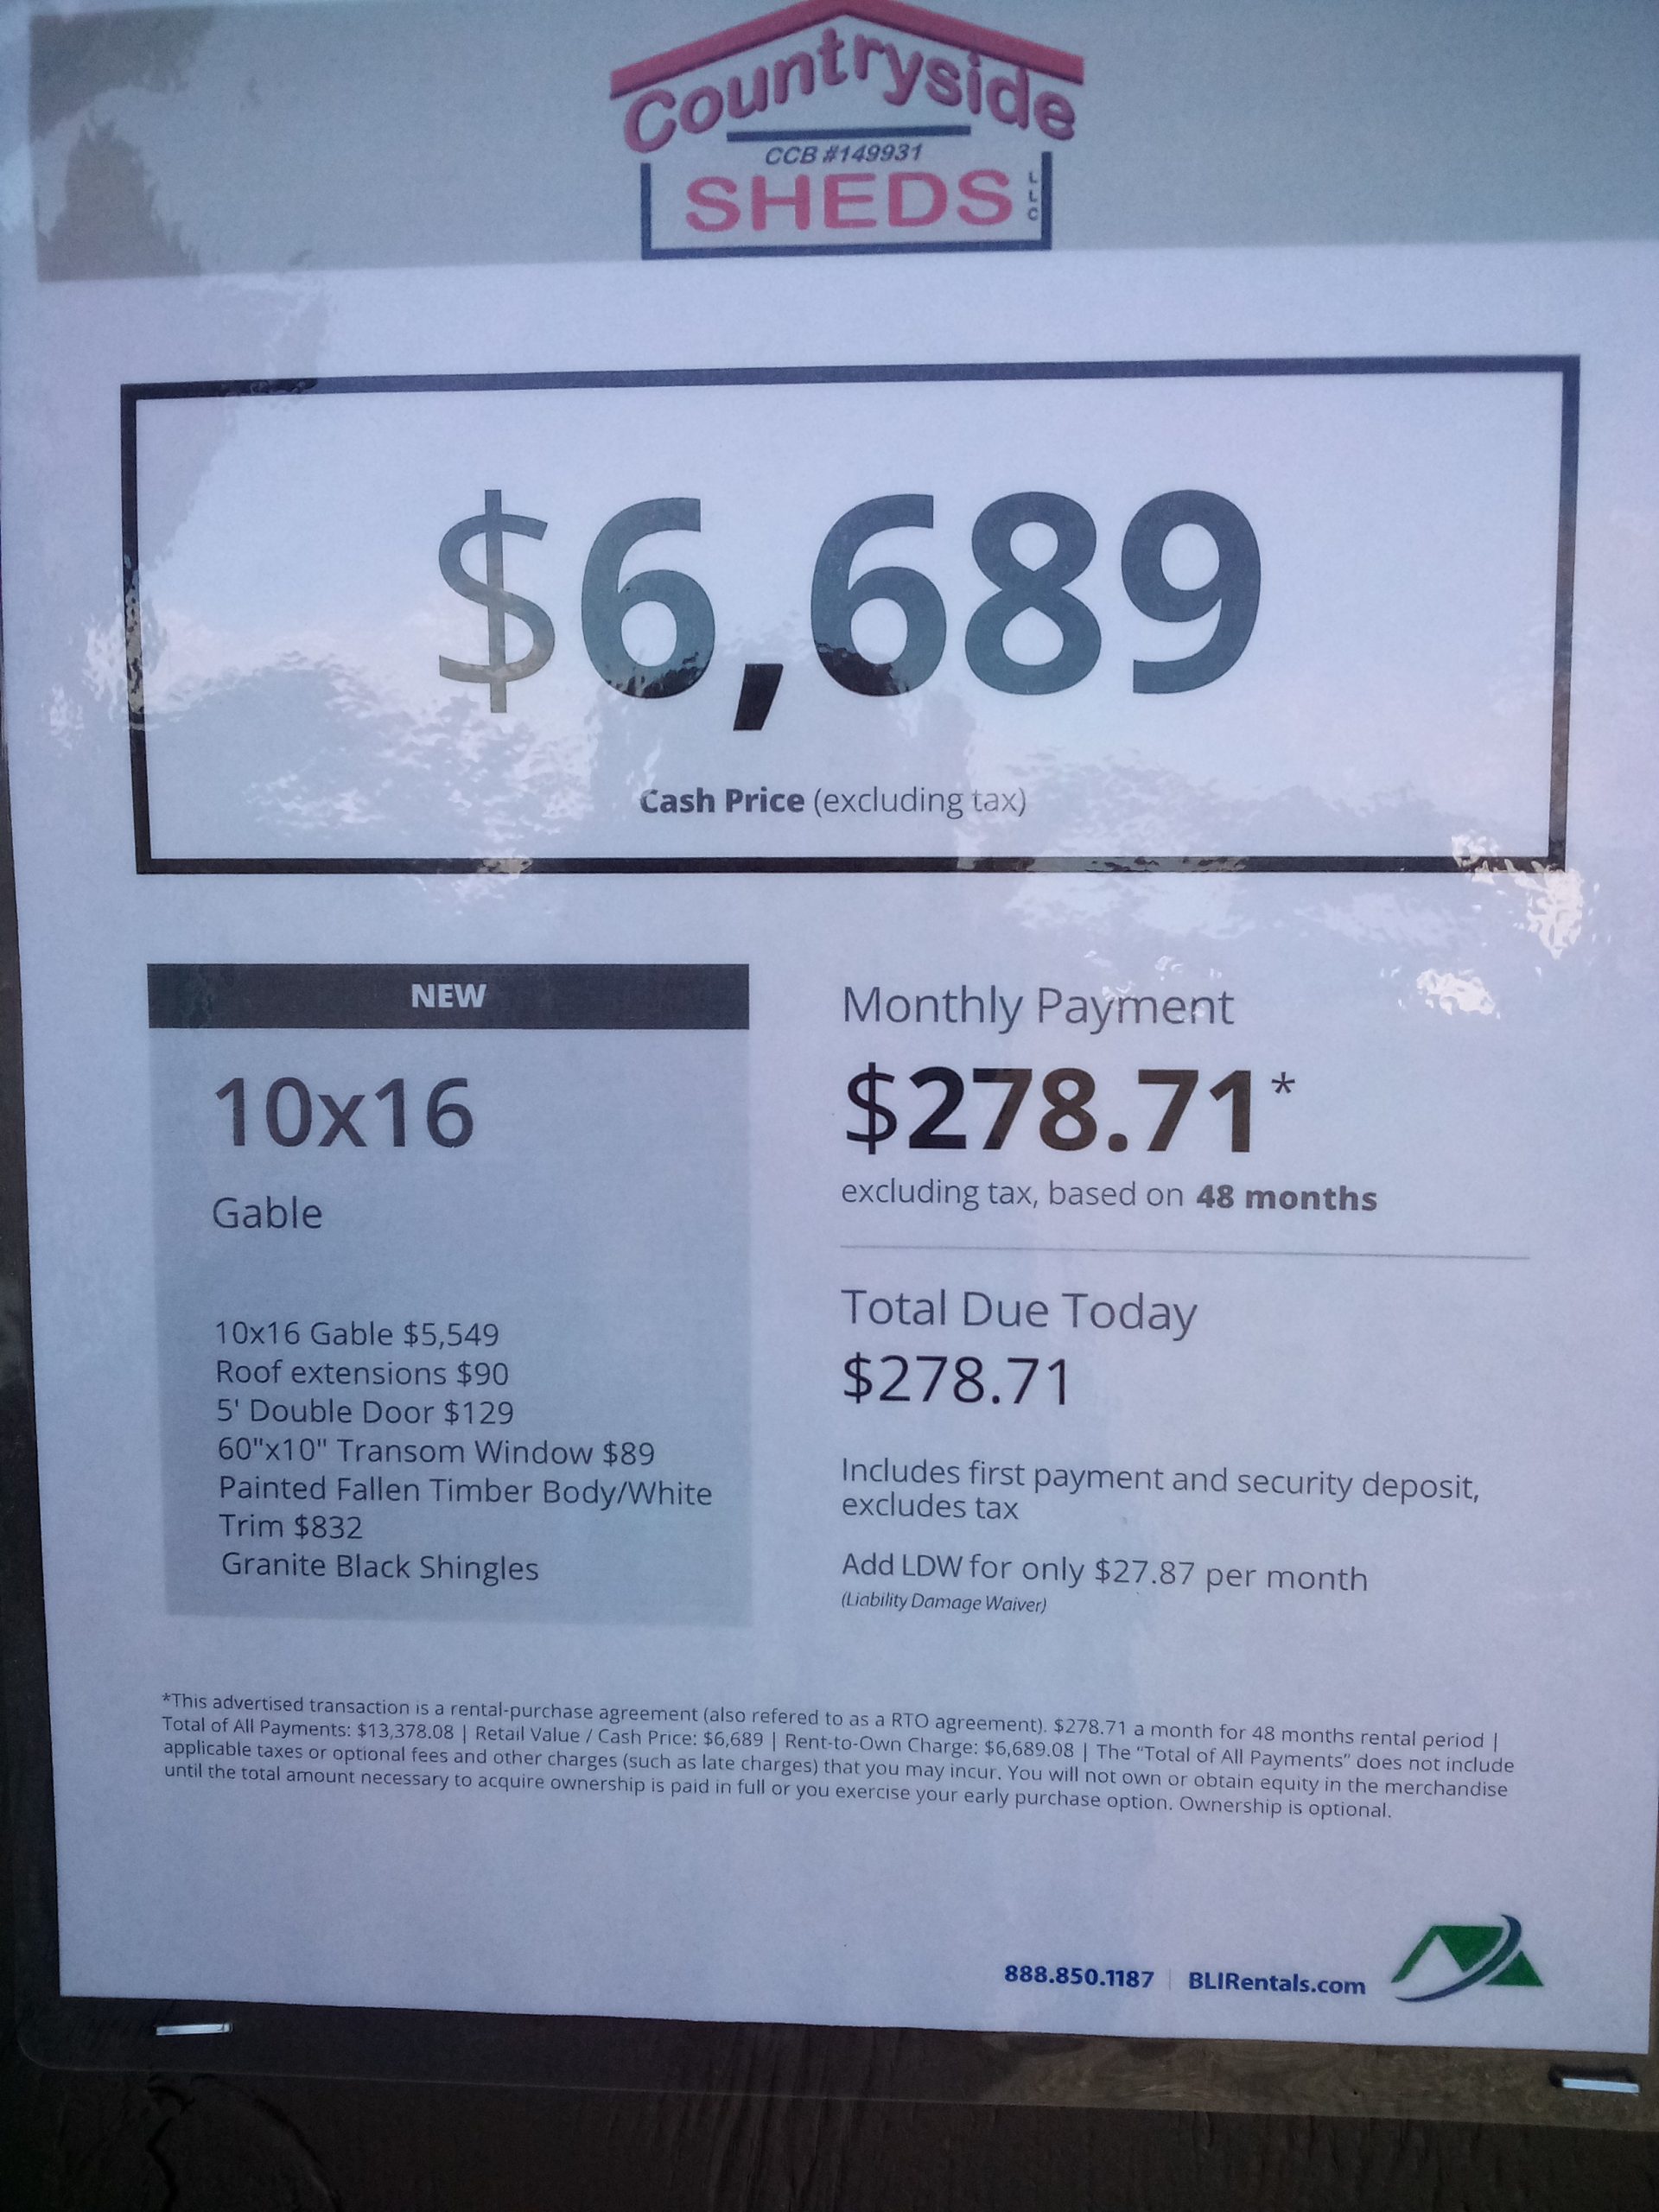 Countryside
CCB #149931
SHEDS LLC
$6,689
Cash Price (excluding tax)
NEW
10x16
Gable
10x16 Gable $5,549
Roof extensions $90
5' Double Door $129
60"x10" Transom Window $89
Painted Fallen Timber Body/White
Trim $832
Granite Black Shingles
Monthly Payment
$278.71*
excluding tax, based on 48 months
Total Due Today
$278.71
Includes first payment and security deposit,
excludes tax
Add LDW for only $27.87 per month
(Liability Damage Waiver)
*This advertised transaction is a rental-purchase agreement (also refered to as a RTO agreement). $278.71 a month for 48 months rental period |
Total of All Payments: $13,378.08 | Retail Value / Cash Price: $6,689 | Rent-to-Own Charge: $6,689.08 | The "Total of All Payments" does not include
applicable taxes or optional fees and other charges (such as late charges) that you may incur. You will not own or obtain equity in the merchandise
until the total amount necessary to acquire ownership is paid in full or you exercise your early purchase option. Ownership is optional.
888.850.1187 | BLIRentals.com